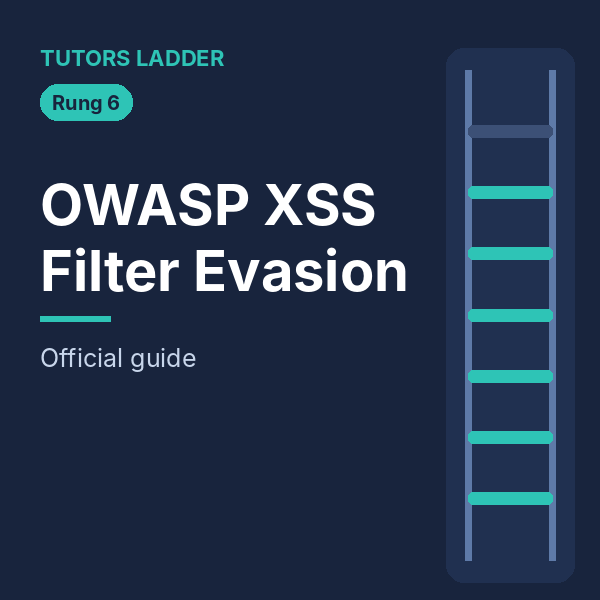 TUTORS LADDER
Rung 6
OWASP XSS
Filter Evasion
Official guide